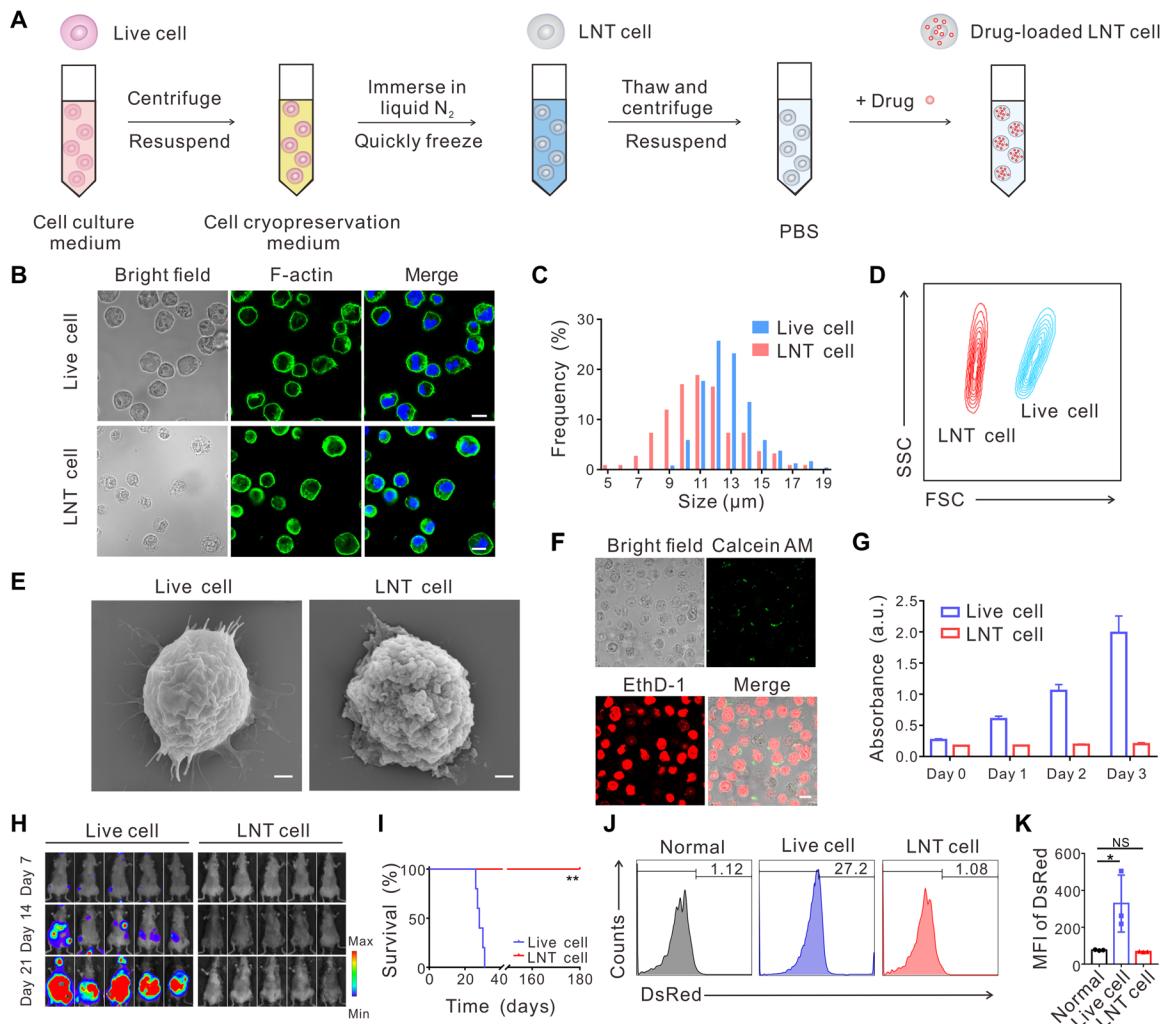 A
Live cell
LNT cell
Drug-loaded LNT cell
Centrifuge
Resuspend
Immerse in
liquid N2
Quickly freeze
Thaw and
centrifuge
Resuspend
+ Drug
Cell culture
medium
Cell cryopreservation
medium
PBS
B
Bright field
F-actin
Merge
Live cell
LNT cell
C
Frequency (%)
30
20
10
0
Live cell
LNT cell
5 7 9 11 13 15 17 19
Size (μm)
D
SSC
LNT cell
Live cell
FSC
E
Live cell
LNT cell
F
Bright field
Calcein AM
EthD-1
Merge
G
Absorbance (a.u.)
2.5
2.0
1.5
1.0
0.5
0.0
Live cell
LNT cell
Day 0 Day 1 Day 2 Day 3
H
Live cell
LNT cell
Day 7
Day 14
Day 21
Max
Min
I
Survival (%)
100
50
0
**
Live cell
LNT cell
0 20 40 160 180
Time (days)
J
Normal
Live cell
LNT cell
1.12
27.2
1.08
Counts
DsRed
K
MFI of DsRed
600
400
200
0
NS
*
Normal
Live cell
LNT cell